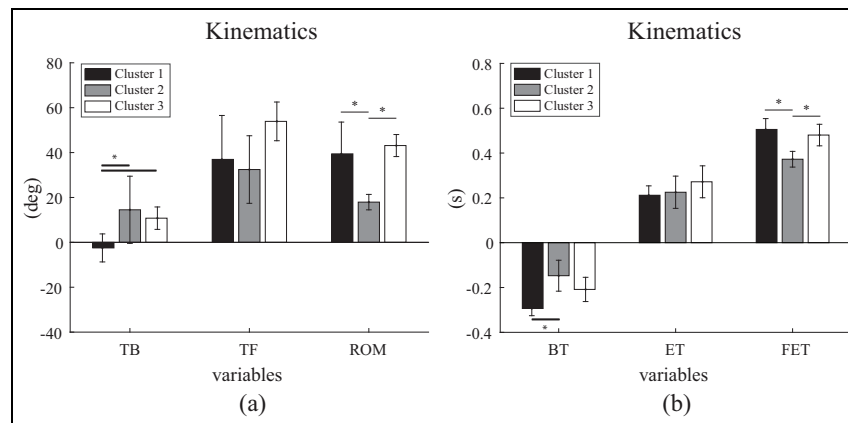 Kinematics
60
40
20
0
-20
-40
(deg)
Cluster 1
Cluster 2
Cluster 3
*
*
*
TB
TF
ROM
variables
(a)
Kinematics
0.8
0.6
0.4
0.2
0
-0.2
-0.4
(s)
Cluster 1
Cluster 2
Cluster 3
*
*
*
BT
ET
FET
variables
(b)